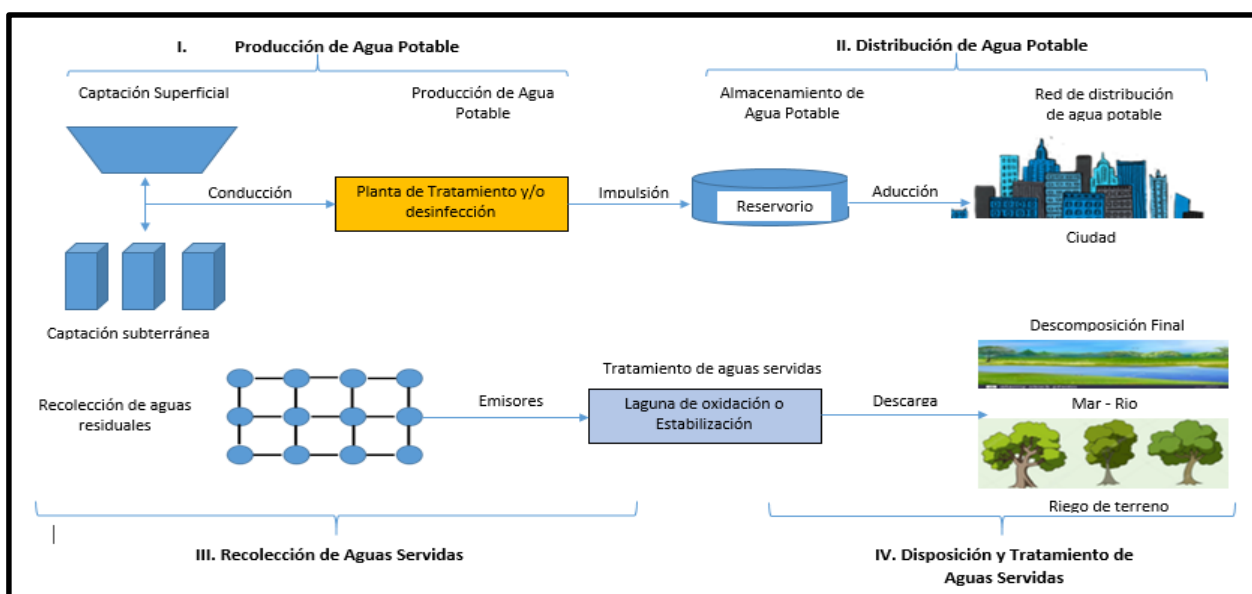 I. Producción de Agua Potable
II. Distribución de Agua Potable
Captación Superficial
Producción de Agua
Potable
Almacenamiento de
Agua Potable
Red de distribución
de agua potable
Conducción
Planta de Tratamiento y/o
desinfección
Impulsión
Reservorio
Aducción
Ciudad
Captación subterránea
Descomposición Final
Recolección de aguas
residuales
Emisores
Tratamiento de aguas servidas
Laguna de oxidación o
Estabilización
Descarga
Mar - Rio
Riego de terreno
III. Recolección de Aguas Servidas
IV. Disposición y Tratamiento de
Aguas Servidas